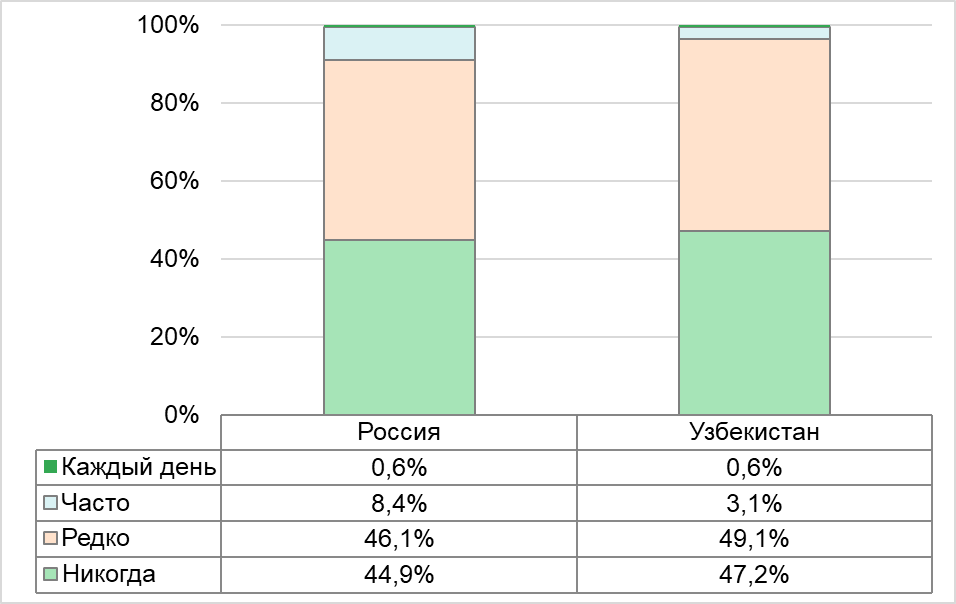 100%
80%
60%
40%
20%
0%
Россия Узбекистан
Каждый день 0,6% 0,6%
Часто 8,4% 3,1%
Редко 46,1% 49,1%
Никогда 44,9% 47,2%